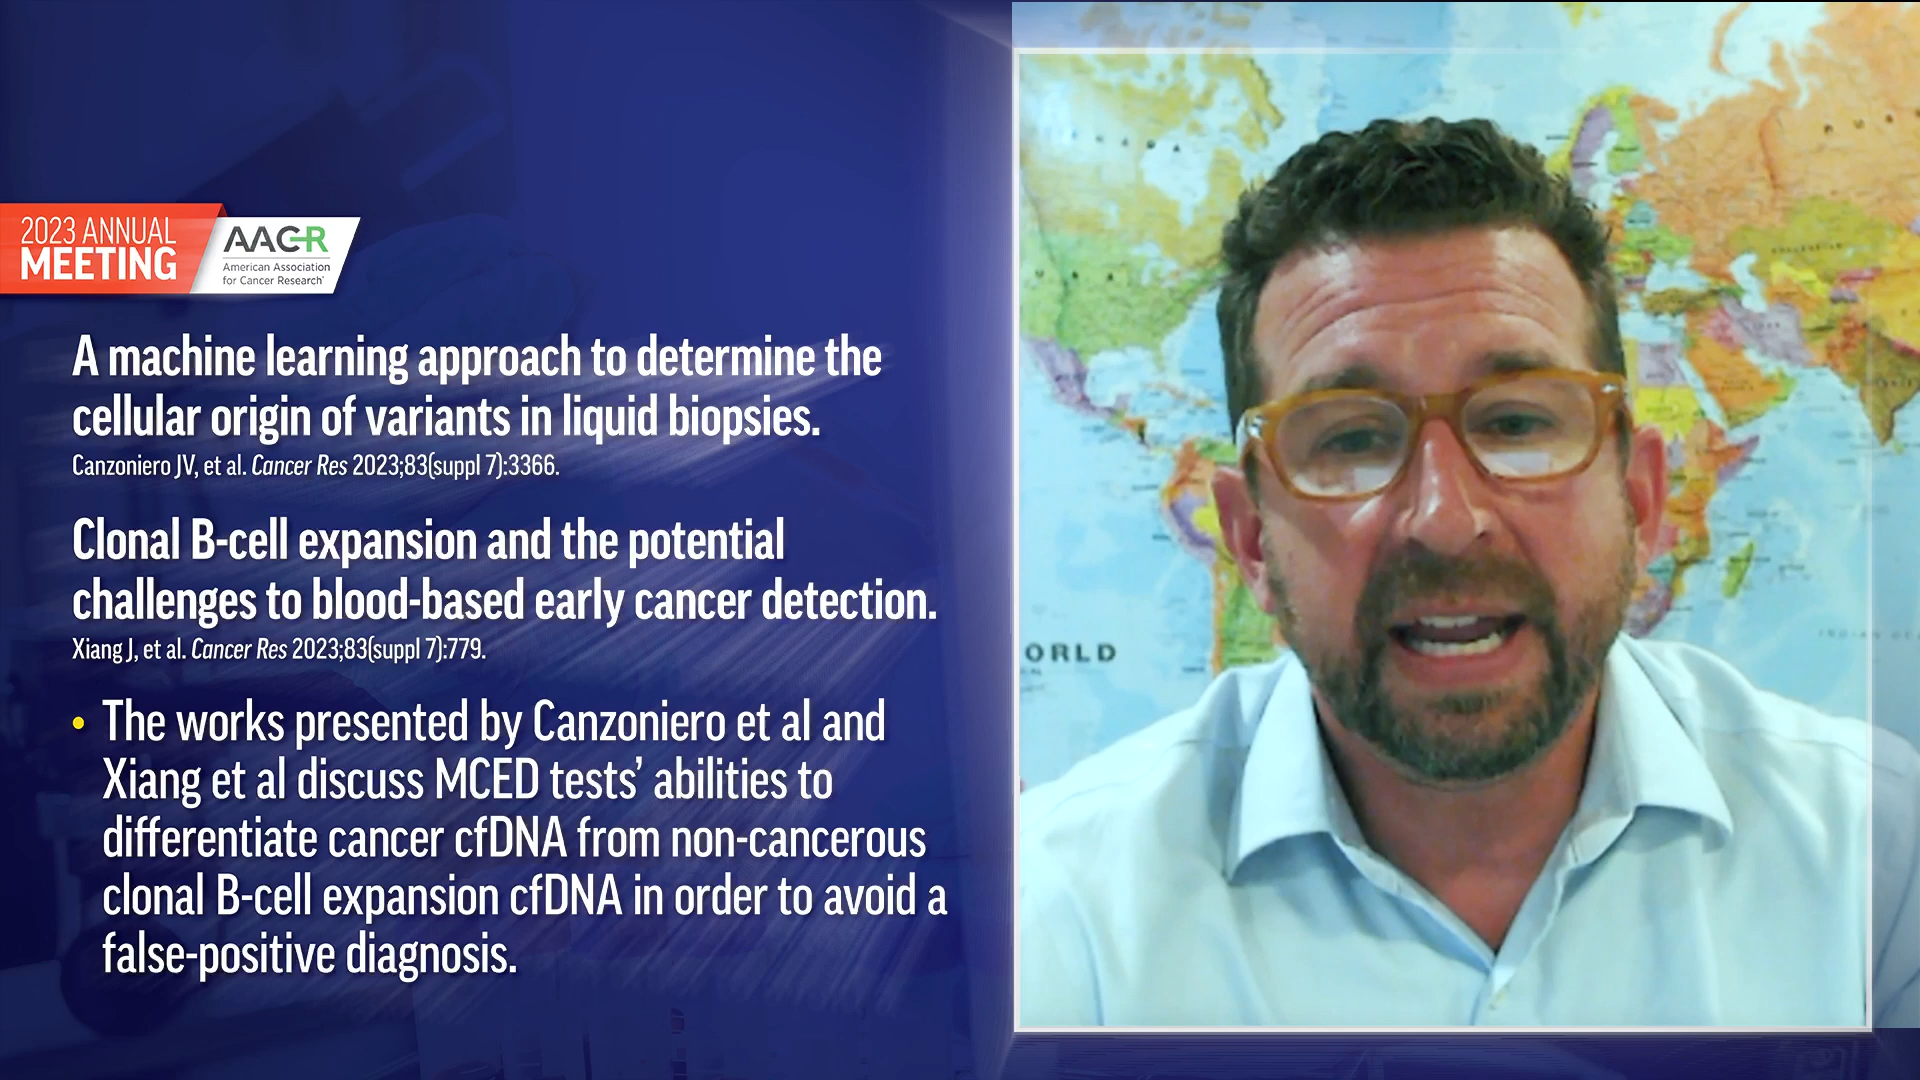 2023 ANNUAL
MEETING
AACR
American Association
for Cancer Research®
A machine learning approach to determine the
cellular origin of variants in liquid biopsies.
Canzoniero JV, et al. Cancer Res 2023;83(suppl 7):3366.
Clonal B-cell expansion and the potential
challenges to blood-based early cancer detection.
Xiang J, et al. Cancer Res 2023;83(suppl 7):779.
• The works presented by Canzoniero et al and
Xiang et al discuss MCED tests’ abilities to
differentiate cancer cfDNA from non-cancerous
clonal B-cell expansion cfDNA in order to avoid a
false-positive diagnosis.
ORLD